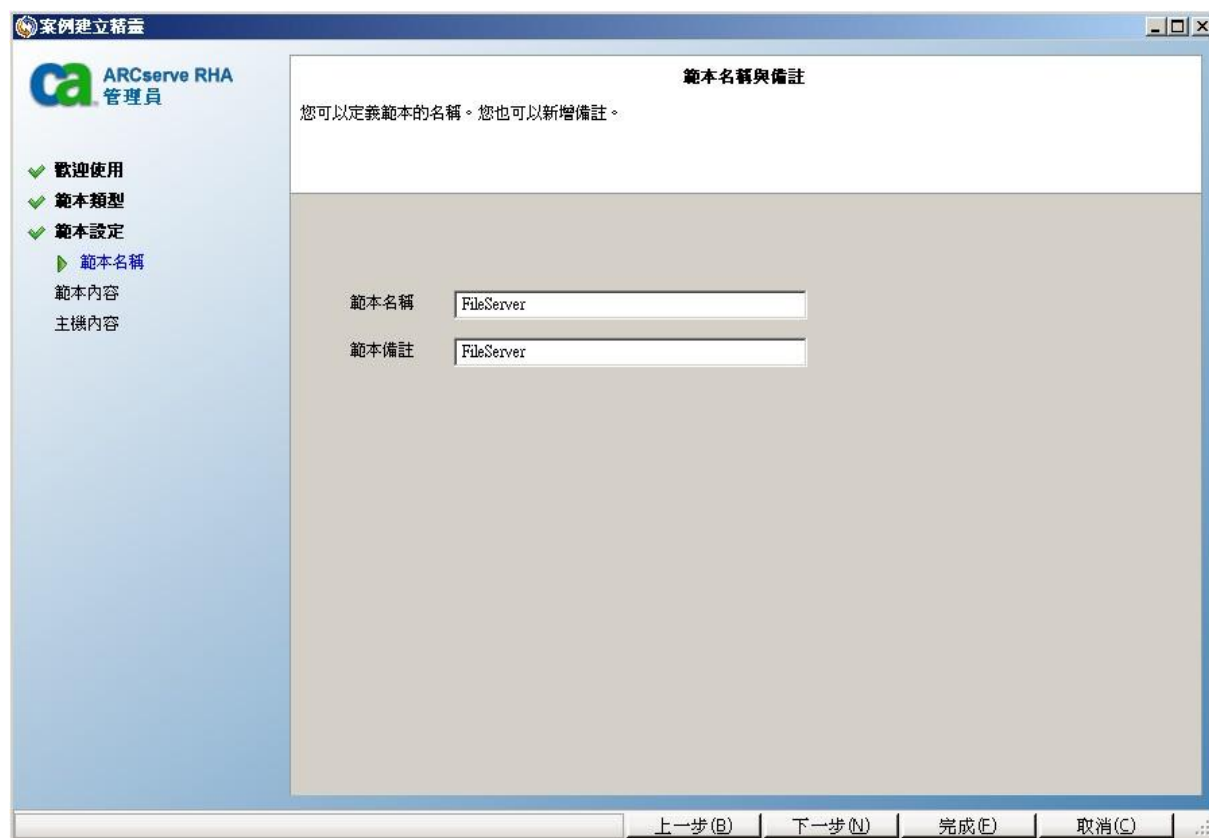 案例建立精靈
ca
ARCserve RHA
管理員
歡迎使用
範本類型
範本設定
範本名稱
範本內容
主機內容
範本名稱與備註
您可以定義範本的名稱。您也可以新增備註。
範本名稱 FileServer
範本備註 FileServer
上一步(B) 下一步(N) 完成(F) 取消(C)